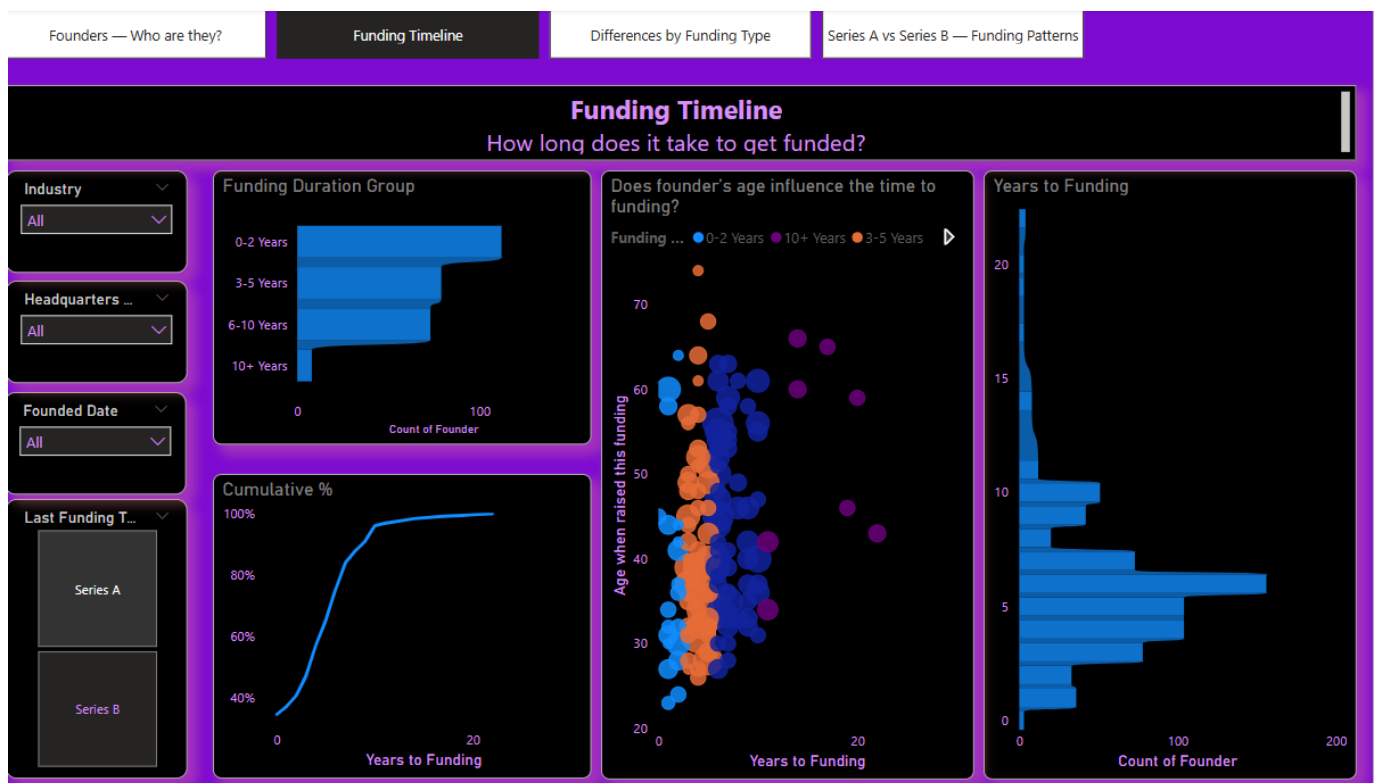 Founders — Who are they?
Funding Timeline
Differences by Funding Type
Series A vs Series B — Funding Patterns
Funding Timeline
How long does it take to get funded?
Industry
All
Headquarters ...
All
Founded Date
All
Last Funding T...
Series A
Series B
Funding Duration Group
0-2 Years
3-5 Years
6-10 Years
10+ Years
0
100
Count of Founder
Cumulative %
100%
80%
60%
40%
0
20
Years to Funding
Does founder's age influence the time to
funding?
Funding ... 0-2 Years 10+ Years 3-5 Years
Age when raised this funding
70
60
50
40
30
20
0
20
Years to Funding
Years to Funding
20
15
10
5
0
0
100
200
Count of Founder